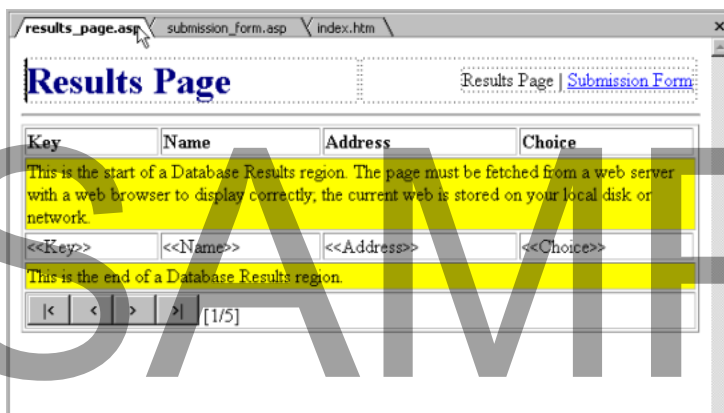 results_page.asp submission_form.asp index.htm
Results Page
Results Page | Submission Form
Key Name Address Choice
This is the start of a Database Results region. The page must be fetched from a web server
with a web browser to display correctly; the current web is stored on your local disk or
network.
<<Key>> <<Name>> <<Address>> <<Choice>>
This is the end of a Database Results region.
|< < > >| [1/5]
SAMP